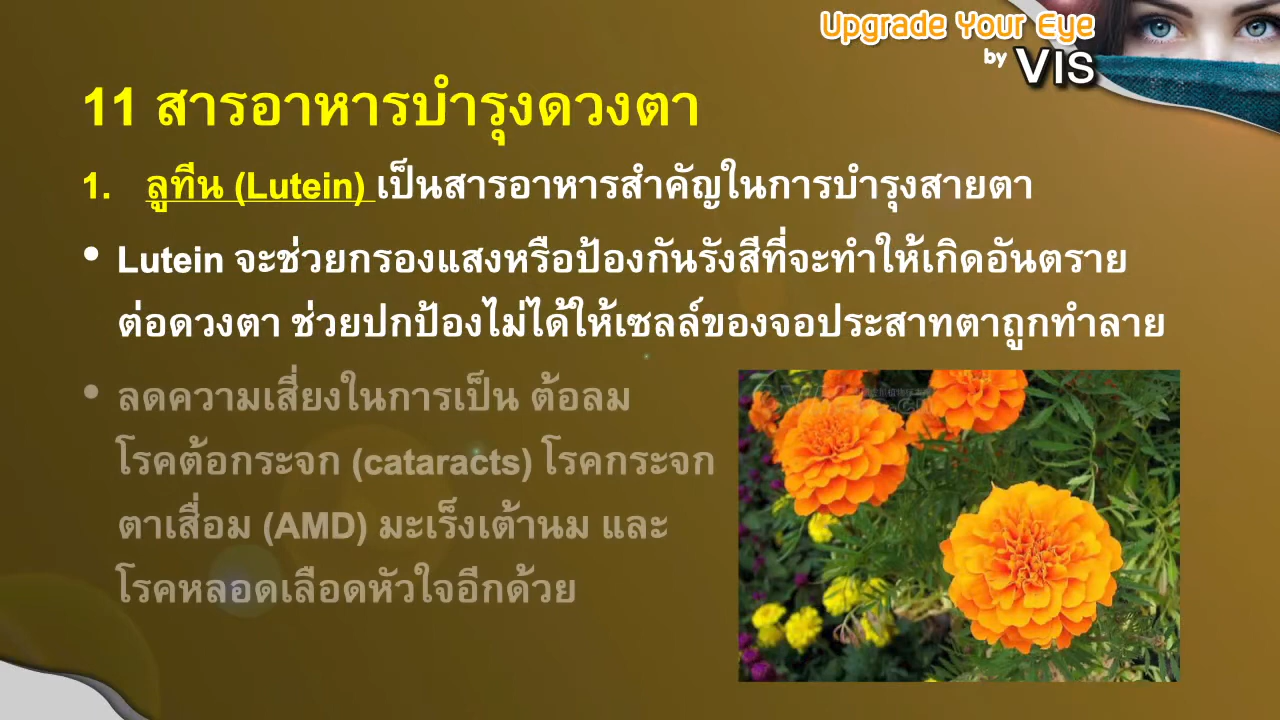 Upgrade Your Eye
by VIS
11 สารอาหารบำรุงดวงตา
1. ลูทีน (Lutein) เป็นสารอาหารสำคัญในการบำรุงสายตา
• Lutein จะช่วยกรองแสงหรือป้องกันรังสีที่จะทำให้เกิดอันตราย
ต่อดวงตา ช่วยปกป้องไม่ได้ให้เซลล์ของจอประสาทตาถูกทำลาย
• ลดความเสี่ยงในการเป็น ต้อลม
โรคต้อกระจก (cataracts) โรคกระจก
ตาเสื่อม (AMD) มะเร็งเต้านม และ
โรคหลอดเลือดหัวใจอีกด้วย